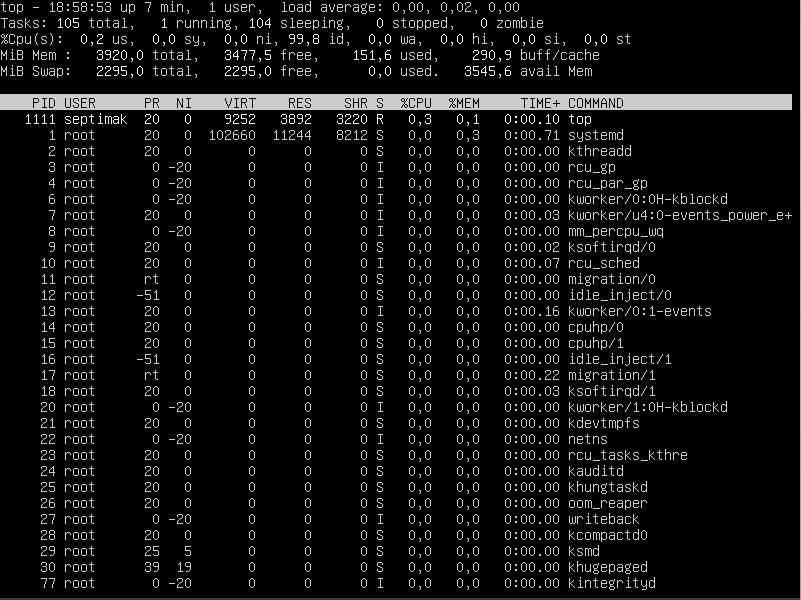 top - 18:58:53 up 7 min,  1 user,  load average: 0,00, 0,02, 0,00
Tasks: 105 total,   1 running, 104 sleeping,   0 stopped,   0 zombie
%Cpu(s):  0,2 us,  0,0 sy,  0,0 ni, 99,8 id,  0,0 wa,  0,0 hi,  0,0 si,  0,0 st
MiB Mem :   3920,0 total,   3477,5 free,    151,6 used,    290,9 buff/cache
MiB Swap:   2295,0 total,   2295,0 free,      0,0 used.   3545,6 avail Mem
PID USER      PR  NI    VIRT    RES    SHR S  %CPU  %MEM     TIME+ COMMAND
1111 septimak  20   0    9252   3892   3220 R   0,3   0,1   0:00.10 top
1 root      20   0  102660  11244   8212 S   0,0   0,3   0:00.71 systemd
2 root      20   0       0      0      0 S   0,0   0,0   0:00.00 kthreadd
3 root       0 -20       0      0      0 I   0,0   0,0   0:00.00 rcu_gp
4 root       0 -20       0      0      0 I   0,0   0,0   0:00.00 rcu_par_gp
6 root       0 -20       0      0      0 I   0,0   0,0   0:00.00 kworker/0:0H-kblockd
7 root      20   0       0      0      0 I   0,0   0,0   0:00.03 kworker/u4:0-events_power_e+
8 root       0 -20       0      0      0 I   0,0   0,0   0:00.00 mm_percpu_wq
9 root      20   0       0      0      0 S   0,0   0,0   0:00.02 ksoftirqd/0
10 root      20   0       0      0      0 I   0,0   0,0   0:00.07 rcu_sched
11 root      rt   0       0      0      0 S   0,0   0,0   0:00.00 migration/0
12 root     -51   0       0      0      0 S   0,0   0,0   0:00.00 idle_inject/0
13 root      20   0       0      0      0 I   0,0   0,0   0:00.16 kworker/0:1-events
14 root      20   0       0      0      0 S   0,0   0,0   0:00.00 cpuhp/0
15 root      20   0       0      0      0 S   0,0   0,0   0:00.00 cpuhp/1
16 root     -51   0       0      0      0 S   0,0   0,0   0:00.00 idle_inject/1
17 root      rt   0       0      0      0 S   0,0   0,0   0:00.22 migration/1
18 root      20   0       0      0      0 S   0,0   0,0   0:00.03 ksoftirqd/1
20 root       0 -20       0      0      0 I   0,0   0,0   0:00.00 kworker/1:0H-kblockd
21 root      20   0       0      0      0 S   0,0   0,0   0:00.00 kdevtmpfs
22 root       0 -20       0      0      0 I   0,0   0,0   0:00.00 netns
23 root      20   0       0      0      0 S   0,0   0,0   0:00.00 rcu_tasks_kthre
24 root      20   0       0      0      0 S   0,0   0,0   0:00.00 kauditd
25 root      20   0       0      0      0 S   0,0   0,0   0:00.00 khungtaskd
26 root      20   0       0      0      0 S   0,0   0,0   0:00.00 oom_reaper
27 root       0 -20       0      0      0 I   0,0   0,0   0:00.00 writeback
28 root      20   0       0      0      0 S   0,0   0,0   0:00.00 kcompactd0
29 root      25   5       0      0      0 S   0,0   0,0   0:00.00 ksmd
30 root      39  19       0      0      0 S   0,0   0,0   0:00.00 khugepaged
77 root       0 -20       0      0      0 I   0,0   0,0   0:00.00 kintegrityd